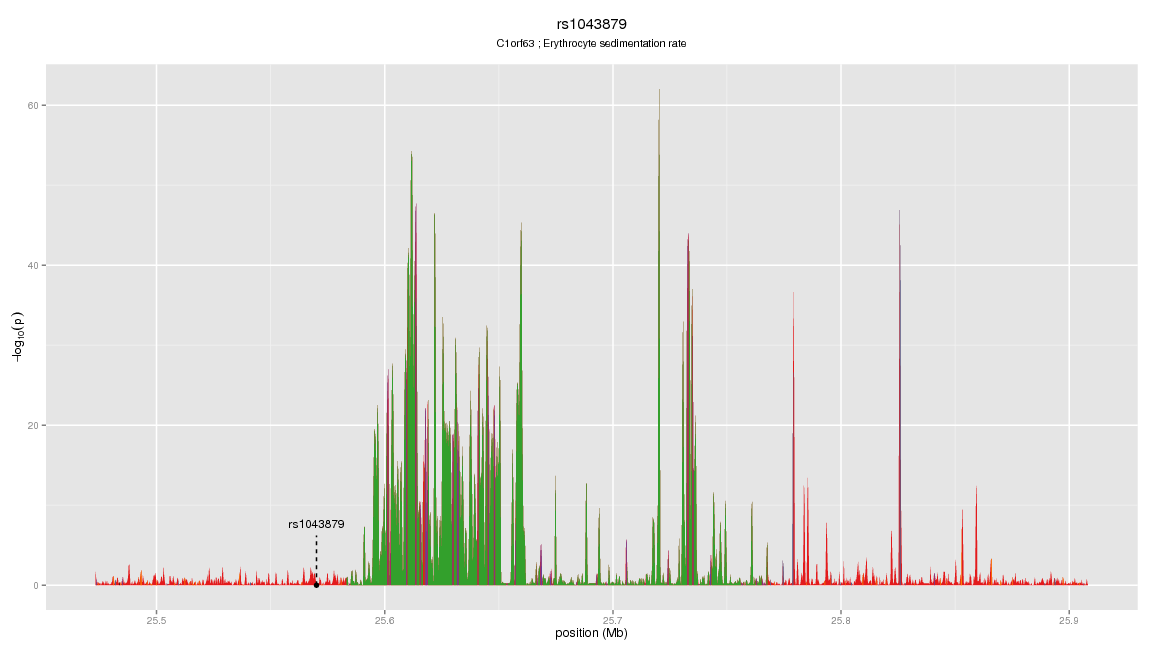 rs1043879
C1orf63 ; Erythrocyte sedimentation rate
60
40
20
0
−log10(p)
rs1043879
25.5 25.6 25.7 25.8 25.9
position (Mb)